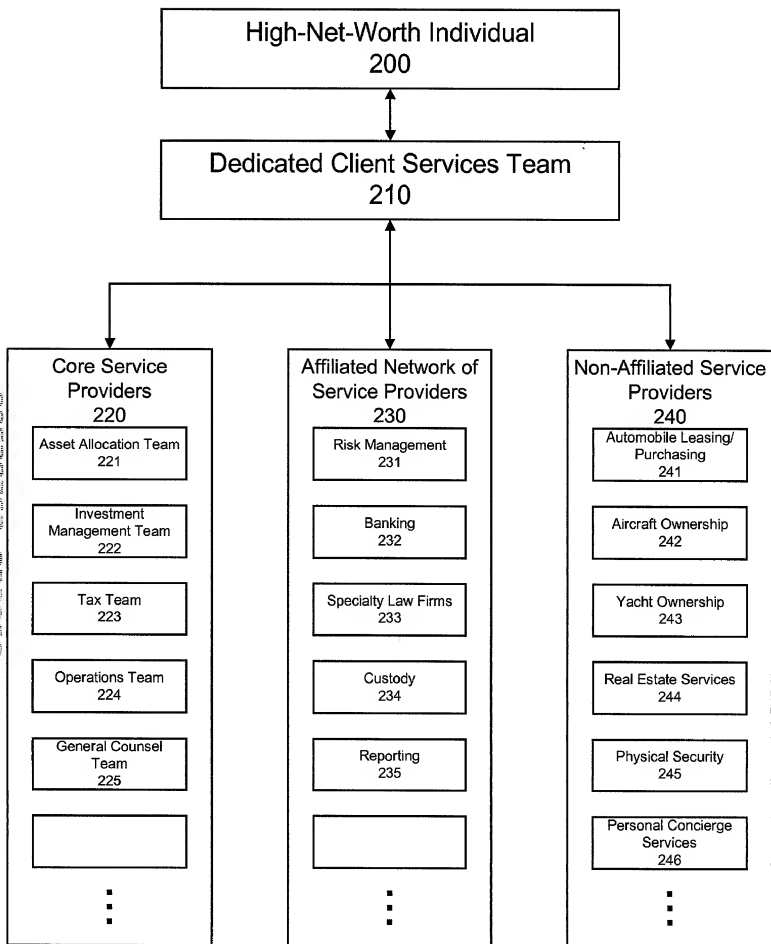 High-Net-Worth Individual
200
Dedicated Client Services Team
210
Core Service
Providers
220
Asset Allocation Team
221
Investment
Management Team
222
Tax Team
223
Operations Team
224
General Counsel
Team
225
Affiliated Network of
Service Providers
230
Risk Management
231
Banking
232
Specialty Law Firms
233
Custody
234
Reporting
235
Non-Affiliated Service
Providers
240
Automobile Leasing/
Purchasing
241
Aircraft Ownership
242
Yacht Ownership
243
Real Estate Services
244
Physical Security
245
Personal Concierge
Services
246